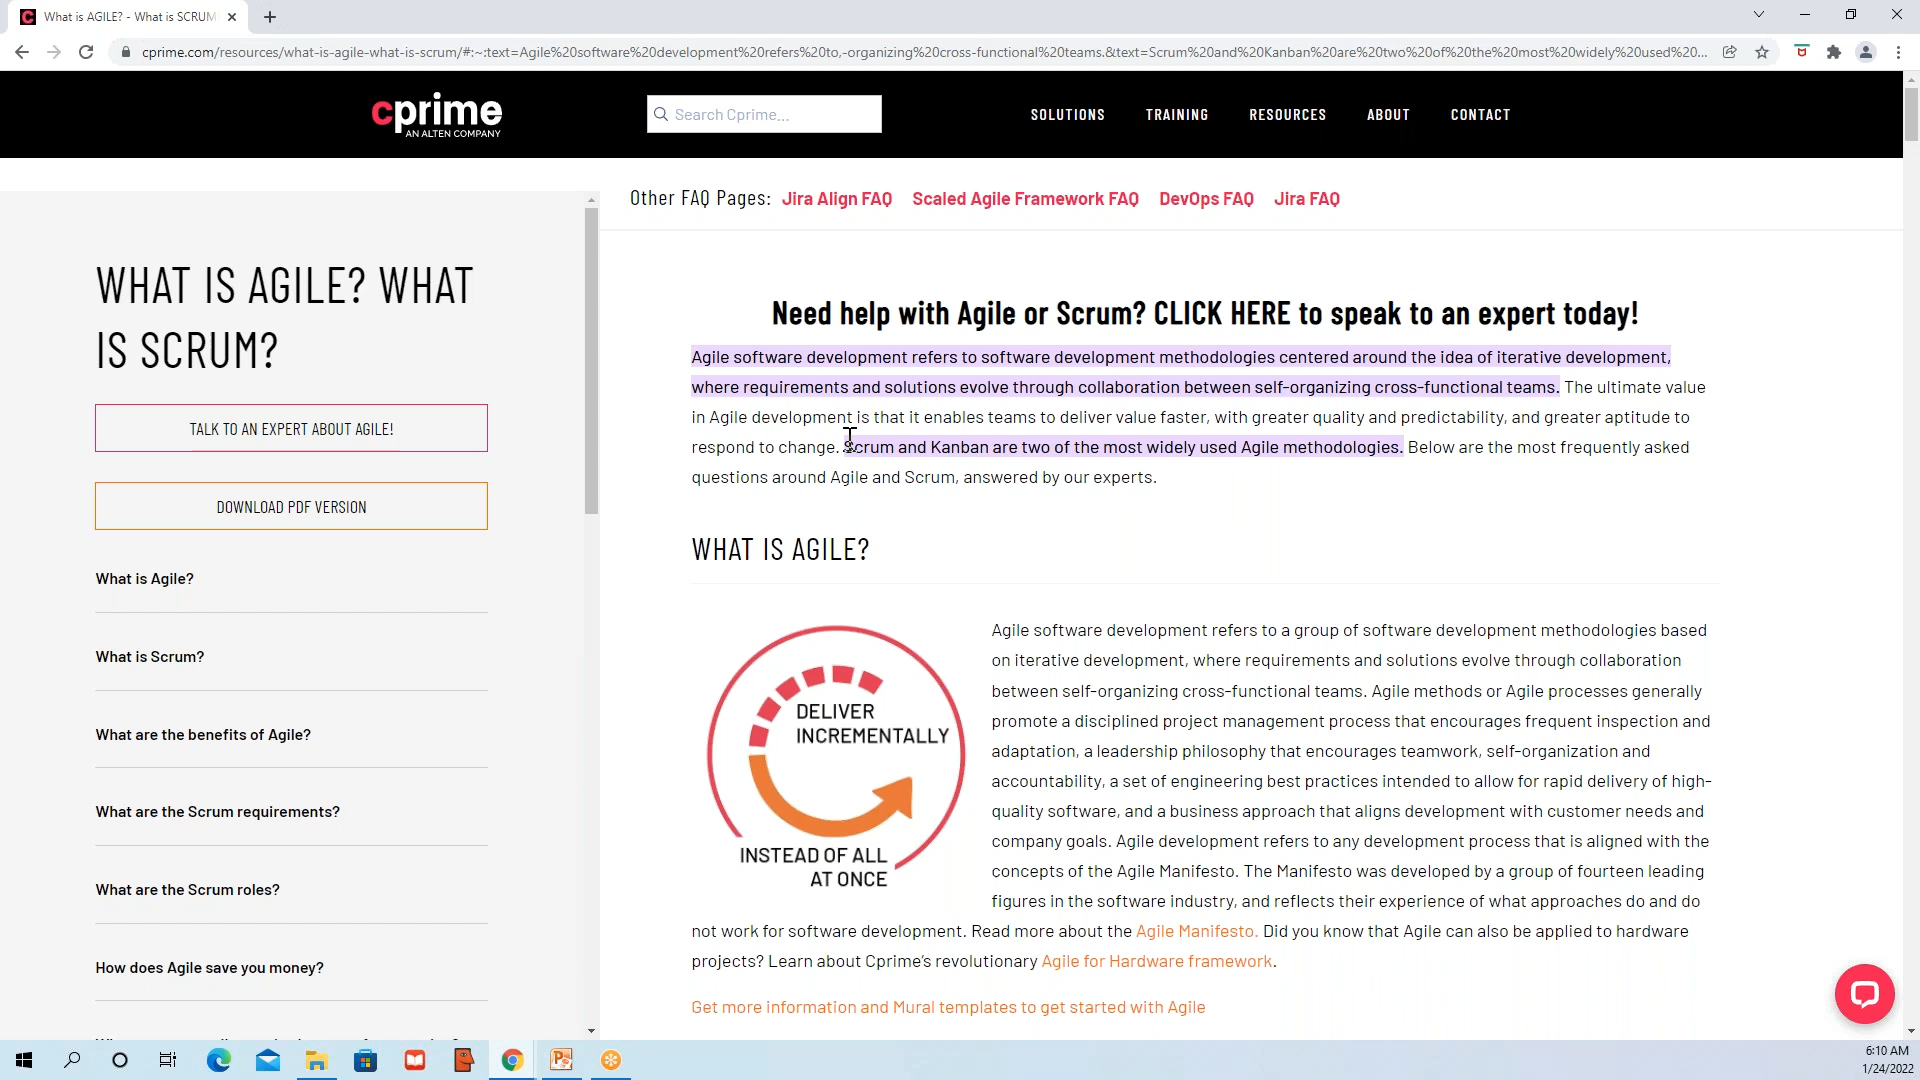 What is AGILE? - What is SCRUM
cprime.com/resources/what-is-agile-what-is-scrum/#:~:text=Agile%20software%20development%20refers%20to,-organizing%20cross-functional%20teams.&text=Scrum%20and%20Kanban%20are%20two%20of%20the%20most%20widely%20used%20...
cprime
AN ALTEN COMPANY
Search Cprime...
SOLUTIONS TRAINING RESOURCES ABOUT CONTACT
Other FAQ Pages: Jira Align FAQ Scaled Agile Framework FAQ DevOps FAQ Jira FAQ
WHAT IS AGILE? WHAT
IS SCRUM?
TALK TO AN EXPERT ABOUT AGILE!
DOWNLOAD PDF VERSION
What is Agile?
What is Scrum?
What are the benefits of Agile?
What are the Scrum requirements?
What are the Scrum roles?
How does Agile save you money?
Need help with Agile or Scrum? CLICK HERE to speak to an expert today!
Agile software development refers to software development methodologies centered around the idea of iterative development,
where requirements and solutions evolve through collaboration between self-organizing cross-functional teams. The ultimate value
in Agile development is that it enables teams to deliver value faster, with greater quality and predictability, and greater aptitude to
respond to change. Scrum and Kanban are two of the most widely used Agile methodologies. Below are the most frequently asked
questions around Agile and Scrum, answered by our experts.
WHAT IS AGILE?
DELIVER
INCREMENTALLY
INSTEAD OF ALL
AT ONCE
Agile software development refers to a group of software development methodologies based
on iterative development, where requirements and solutions evolve through collaboration
between self-organizing cross-functional teams. Agile methods or Agile processes generally
promote a disciplined project management process that encourages frequent inspection and
adaptation, a leadership philosophy that encourages teamwork, self-organization and
accountability, a set of engineering best practices intended to allow for rapid delivery of high-
quality software, and a business approach that aligns development with customer needs and
company goals. Agile development refers to any development process that is aligned with the
concepts of the Agile Manifesto. The Manifesto was developed by a group of fourteen leading
figures in the software industry, and reflects their experience of what approaches do and do
not work for software development. Read more about the Agile Manifesto. Did you know that Agile can also be applied to hardware
projects? Learn about Cprime's revolutionary Agile for Hardware framework.
Get more information and Mural templates to get started with Agile
6:10 AM
1/24/2022